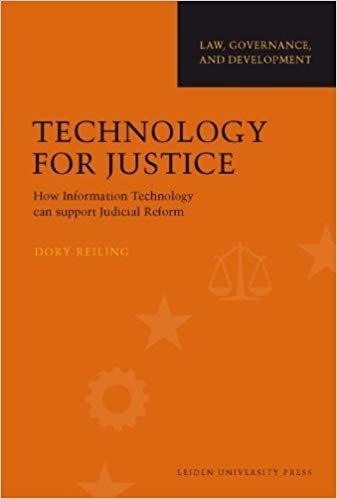 LAW, GOVERNANCE,
AND DEVELOPMENT
TECHNOLOGY
FOR JUSTICE
How Information Technology
can support Judicial Reform
DORY REILING
LEIDEN UNIVERSITY PRESS